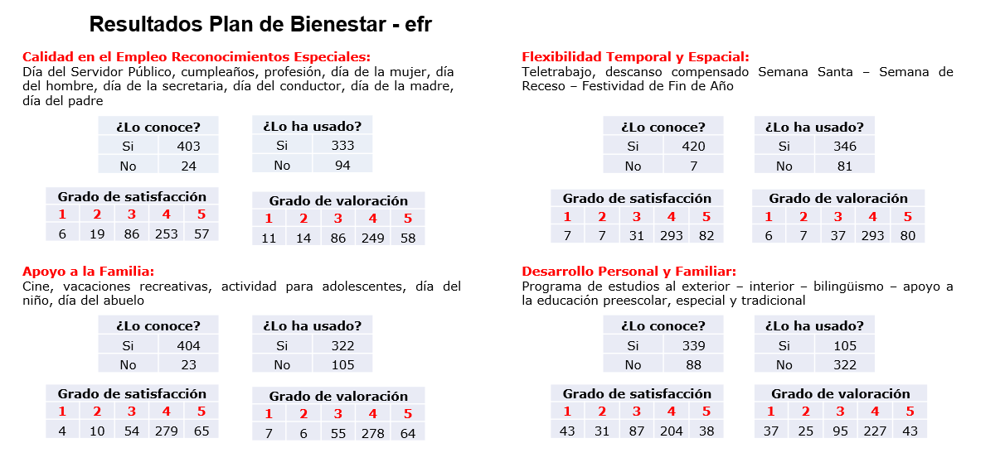 Resultados Plan de Bienestar - efr
Calidad en el Empleo Reconocimientos Especiales:
Día del Servidor Público, cumpleaños, profesión, día de la mujer, día
del hombre, día de la secretaria, día del conductor, día de la madre,
día del padre
¿Lo conoce?
Si 403
No 24
¿Lo ha usado?
Si 333
No 94
Grado de satisfacción
1 2 3 4 5
6 19 86 253 57
Grado de valoración
1 2 3 4 5
11 14 86 249 58
Flexibilidad Temporal y Espacial:
Teletrabajo, descanso compensado Semana Santa – Semana de
Receso – Festividad de Fin de Año
¿Lo conoce?
Si 420
No 7
¿Lo ha usado?
Si 346
No 81
Grado de satisfacción
1 2 3 4 5
7 7 31 293 82
Grado de valoración
1 2 3 4 5
6 7 37 293 80
Apoyo a la Familia:
Cine, vacaciones recreativas, actividad para adolescentes, día del
niño, día del abuelo
¿Lo conoce?
Si 404
No 23
¿Lo ha usado?
Si 322
No 105
Grado de satisfacción
1 2 3 4 5
4 10 54 279 65
Grado de valoración
1 2 3 4 5
7 6 55 278 64
Desarrollo Personal y Familiar:
Programa de estudios al exterior – interior – bilingüismo – apoyo a
la educación preescolar, especial y tradicional
¿Lo conoce?
Si 339
No 88
¿Lo ha usado?
Si 105
No 322
Grado de satisfacción
1 2 3 4 5
43 31 87 204 38
Grado de valoración
1 2 3 4 5
37 25 95 227 43